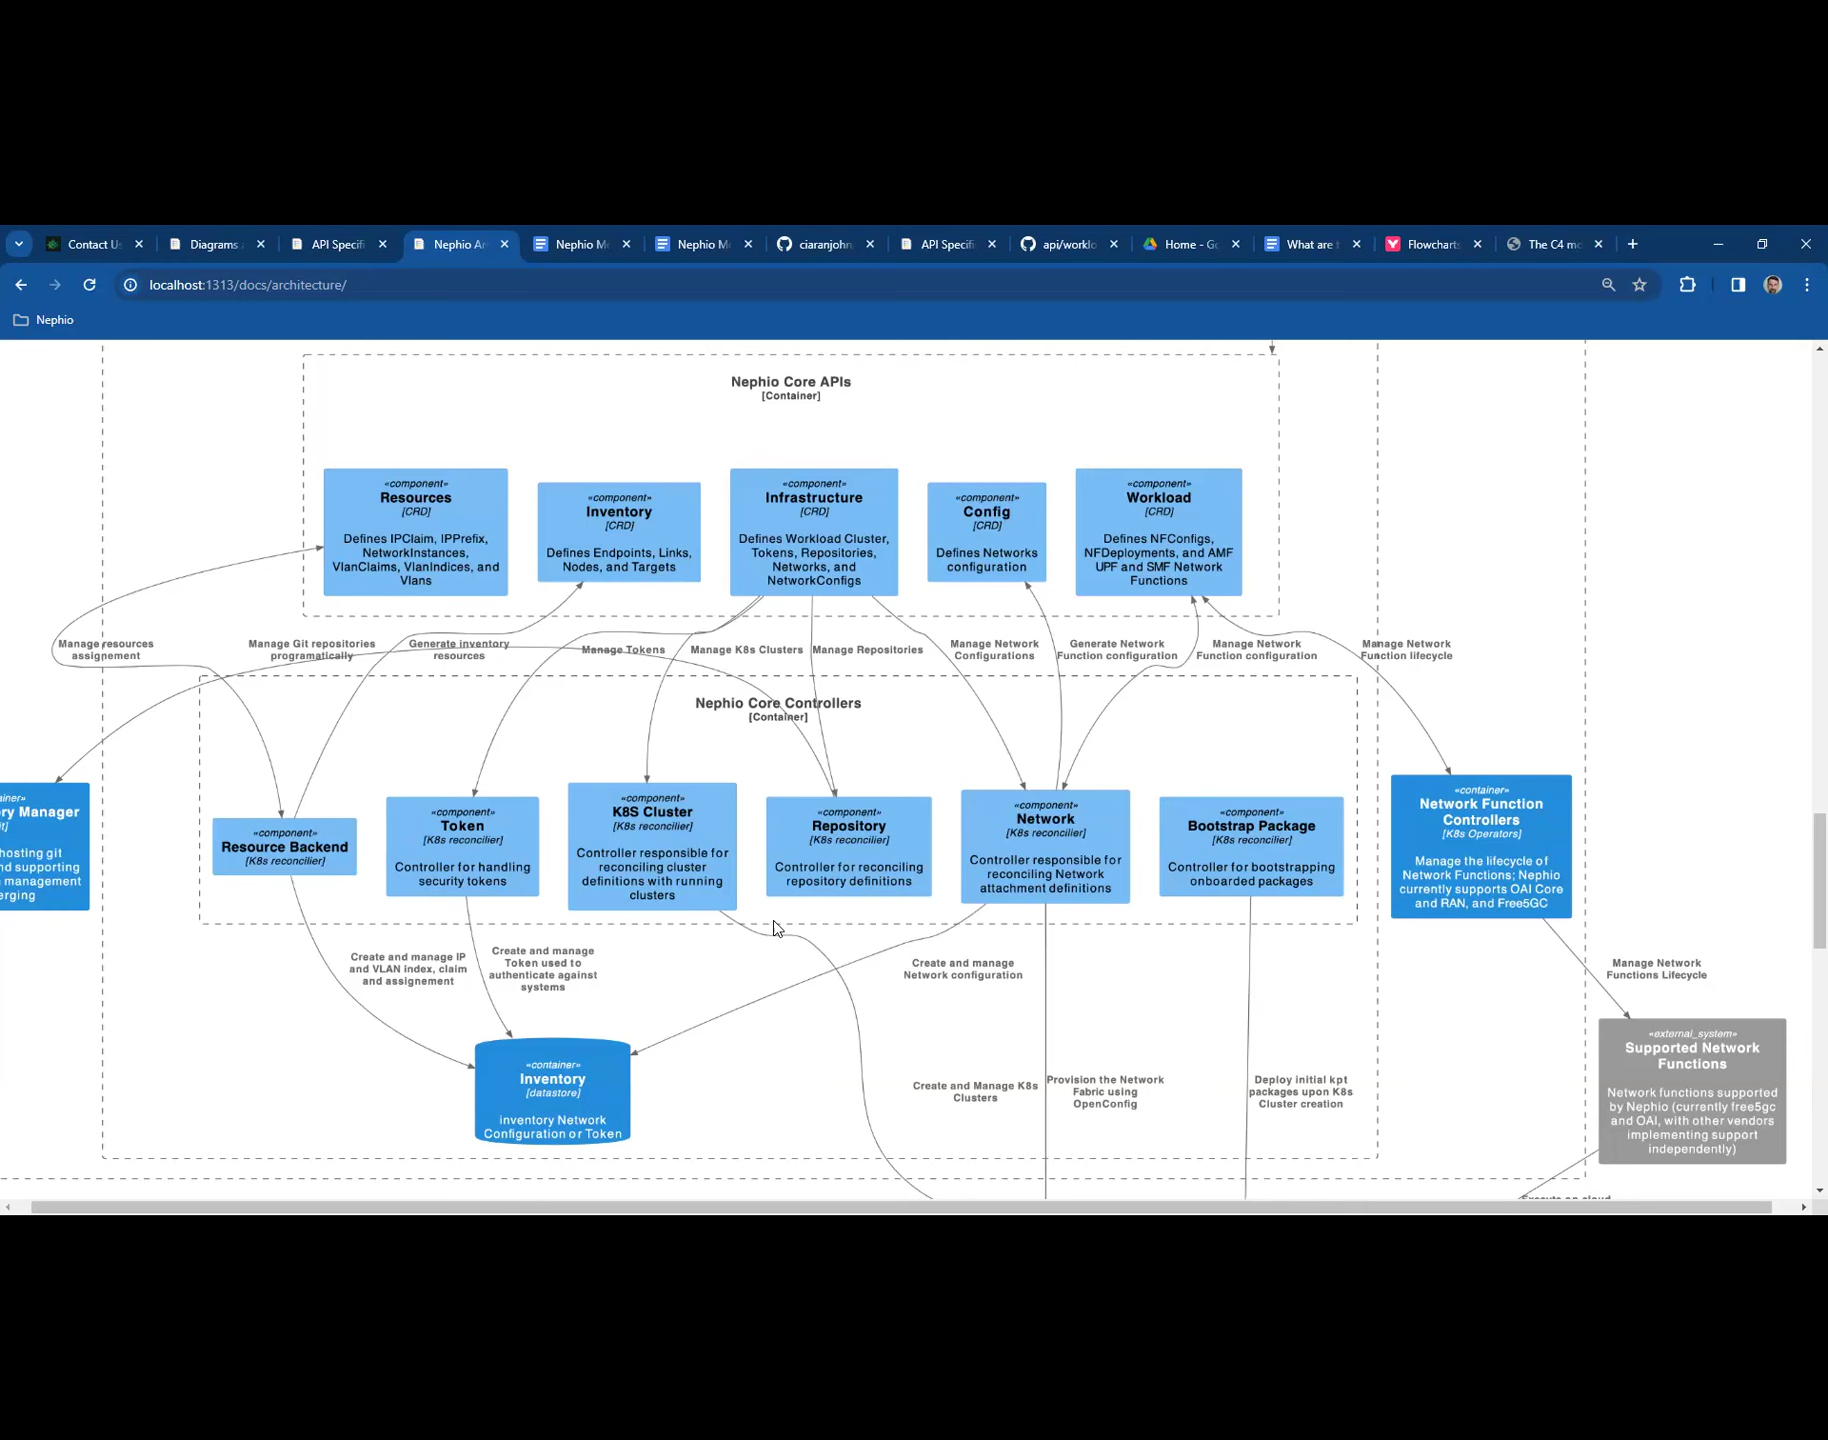 Contact U
Diagrams
API Specifi
Nephio Ar
Nephio M
Nephio M
ciaranjohn
API Specifi
api/worklo
Home - Go
What are t
Flowcharts
The C4 mo
localhost:1313/docs/architecture/
Nephio
Nephio Core APIs
[Container]
«component»
Resources
[CRD]
Defines IPClaim, IPPrefix,
NetworkInstances,
VlanClaims, VlanIndices, and
Vlans
«component»
Inventory
[CRD]
Defines Endpoints, Links,
Nodes, and Targets
«component»
Infrastructure
[CRD]
Defines Workload Cluster,
Tokens, Repositories,
Networks, and
NetworkConfigs
«component»
Config
[CRD]
Defines Networks
configuration
«component»
Workload
[CRD]
Defines NFConfigs,
NFDeployments, and AMF
UPF and SMF Network
Functions
Manage resources
assignement
Manage Git repositories
programatically
Generate inventory
resources
Manage Tokens
Manage K8s Clusters
Manage Repositories
Manage Network
Configurations
Generate Network
Function configuration
Manage Network
Function configuration
Manage Network
Function lifecycle
Nephio Core Controllers
[Container]
ainer»
ry Manager
it]
hosting git
nd supporting
management
erging
«component»
Resource Backend
[K8s reconciler]
«component»
Token
[K8s reconciler]
Controller for handling
security tokens
«component»
K8S Cluster
[K8s reconciler]
Controller responsible for
reconciling cluster
definitions with running
clusters
«component»
Repository
[K8s reconciler]
Controller for reconciling
repository definitions
«component»
Network
[K8s reconciler]
Controller responsible for
reconciling Network
attachment definitions
«component»
Bootstrap Package
[K8s reconciler]
Controller for bootstrapping
onboarded packages
«container»
Network Function
Controllers
[K8s Operators]
Manage the lifecycle of
Network Functions; Nephio
currently supports OAI Core
and RAN, and Free5GC
Create and manage IP
and VLAN index, claim
and assignement
Create and manage
Token used to
authenticate against
systems
Create and manage
Network configuration
Manage Network
Functions Lifecycle
«container»
Inventory
[datastore]
inventory Network
Configuration or Token
Create and Manage K8s
Clusters
Provision the Network
Fabric using
OpenConfig
Deploy initial kpt
packages upon K8s
Cluster creation
«external_system»
Supported Network
Functions
Network functions supported
by Nephio (currently free5gc
and OAI, with other vendors
implementing support
independently)
Execute on cloud